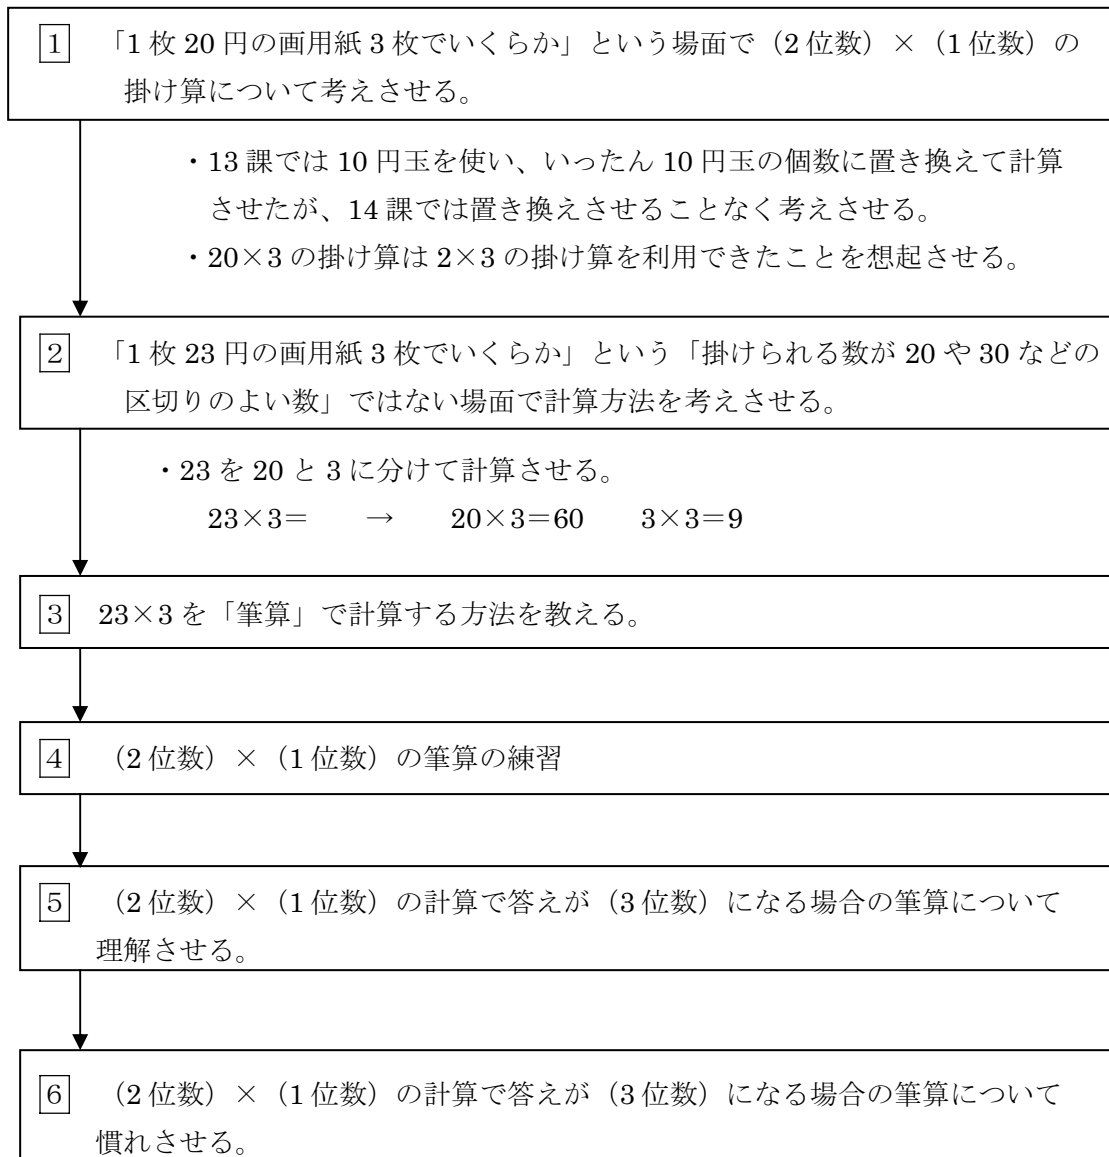 1 「1 枚 20 円の画用紙 3 枚でいくらか」という場面で（2 位数）×（1 位数）の
掛け算について考えさせる。
・13 課では 10 円玉を使い、いったん 10 円玉の個数に置き換えて計算
させたが、14 課では置き換えさせることなく考えさせる。
・20×3 の掛け算は 2×3 の掛け算を利用できたことを想起させる。
2 「1 枚 23 円の画用紙 3 枚でいくらか」という「掛けられる数が 20 や 30 などの
区切りのよい数」ではない場面で計算方法を考えさせる。
・23 を 20 と 3 に分けて計算させる。
23×3＝ → 20×3＝60 3×3＝9
3 23×3 を「筆算」で計算する方法を教える。
4 （2 位数）×（1 位数）の筆算の練習
5 （2 位数）×（1 位数）の計算で答えが（3 位数）になる場合の筆算について
理解させる。
6 （2 位数）×（1 位数）の計算で答えが（3 位数）になる場合の筆算について
慣れさせる。